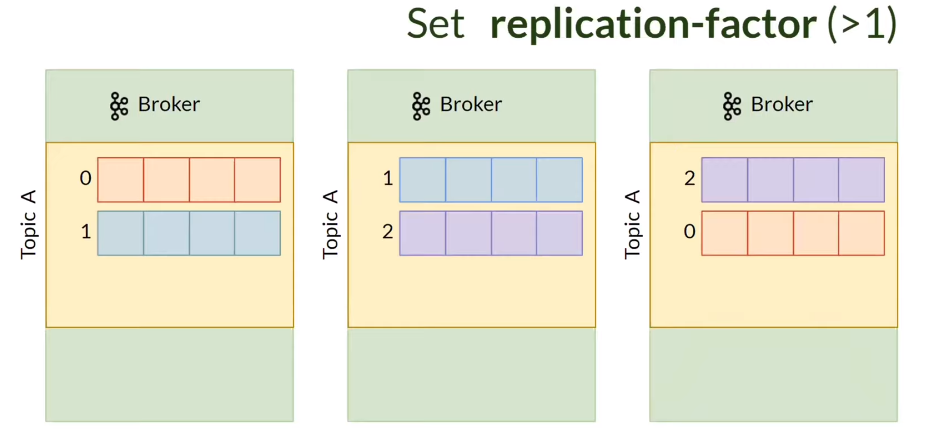 Set replication-factor (>1)
Broker
0
1
Topic A
Broker
1
2
Topic A
Broker
2
0
Topic A